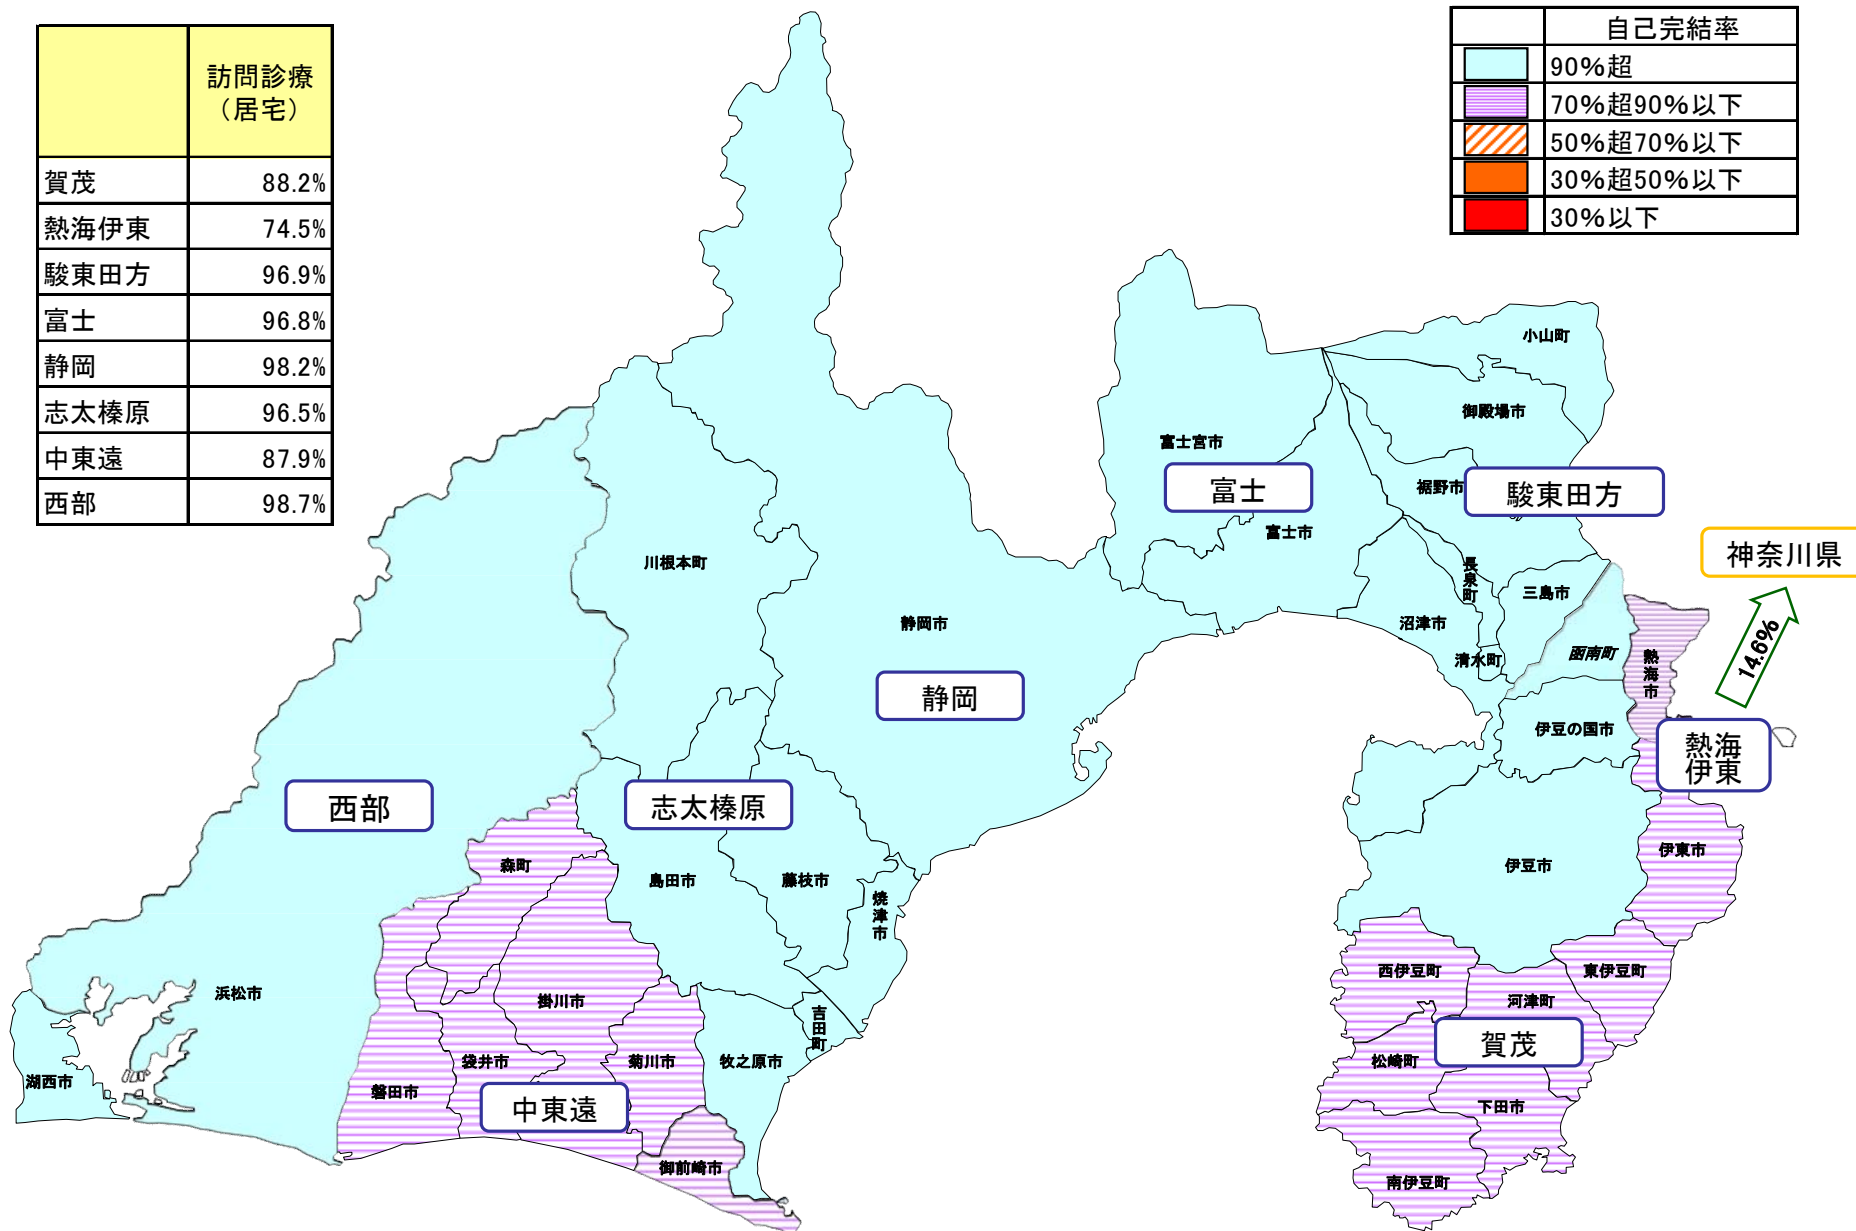 訪問診療
（居宅）
賀茂 88.2%
熱海伊東 74.5%
駿東田方 96.9%
富士 96.8%
静岡 98.2%
志太榛原 96.5%
中東遠 87.9%
西部 98.7%
自己完結率
90%超
70%超90%以下
50%超70%以下
30%超50%以下
30%以下
小山町
御殿場市
富士宮市
裾野市
富士
駿東田方
富士市
神奈川県
14.6%
川根本町
長泉町
三島市
静岡市
沼津市
函南町
清水町
熱海市
静岡
伊豆の国市
熱海
伊東
西部
志太榛原
森町
島田市
藤枝市
焼津市
伊豆市
伊東市
西伊豆町
東伊豆町
浜松市
掛川市
河津町
吉田町
賀茂
湖西市
磐田市
袋井市
菊川市
牧之原市
松崎町
中東遠
下田市
御前崎市
南伊豆町